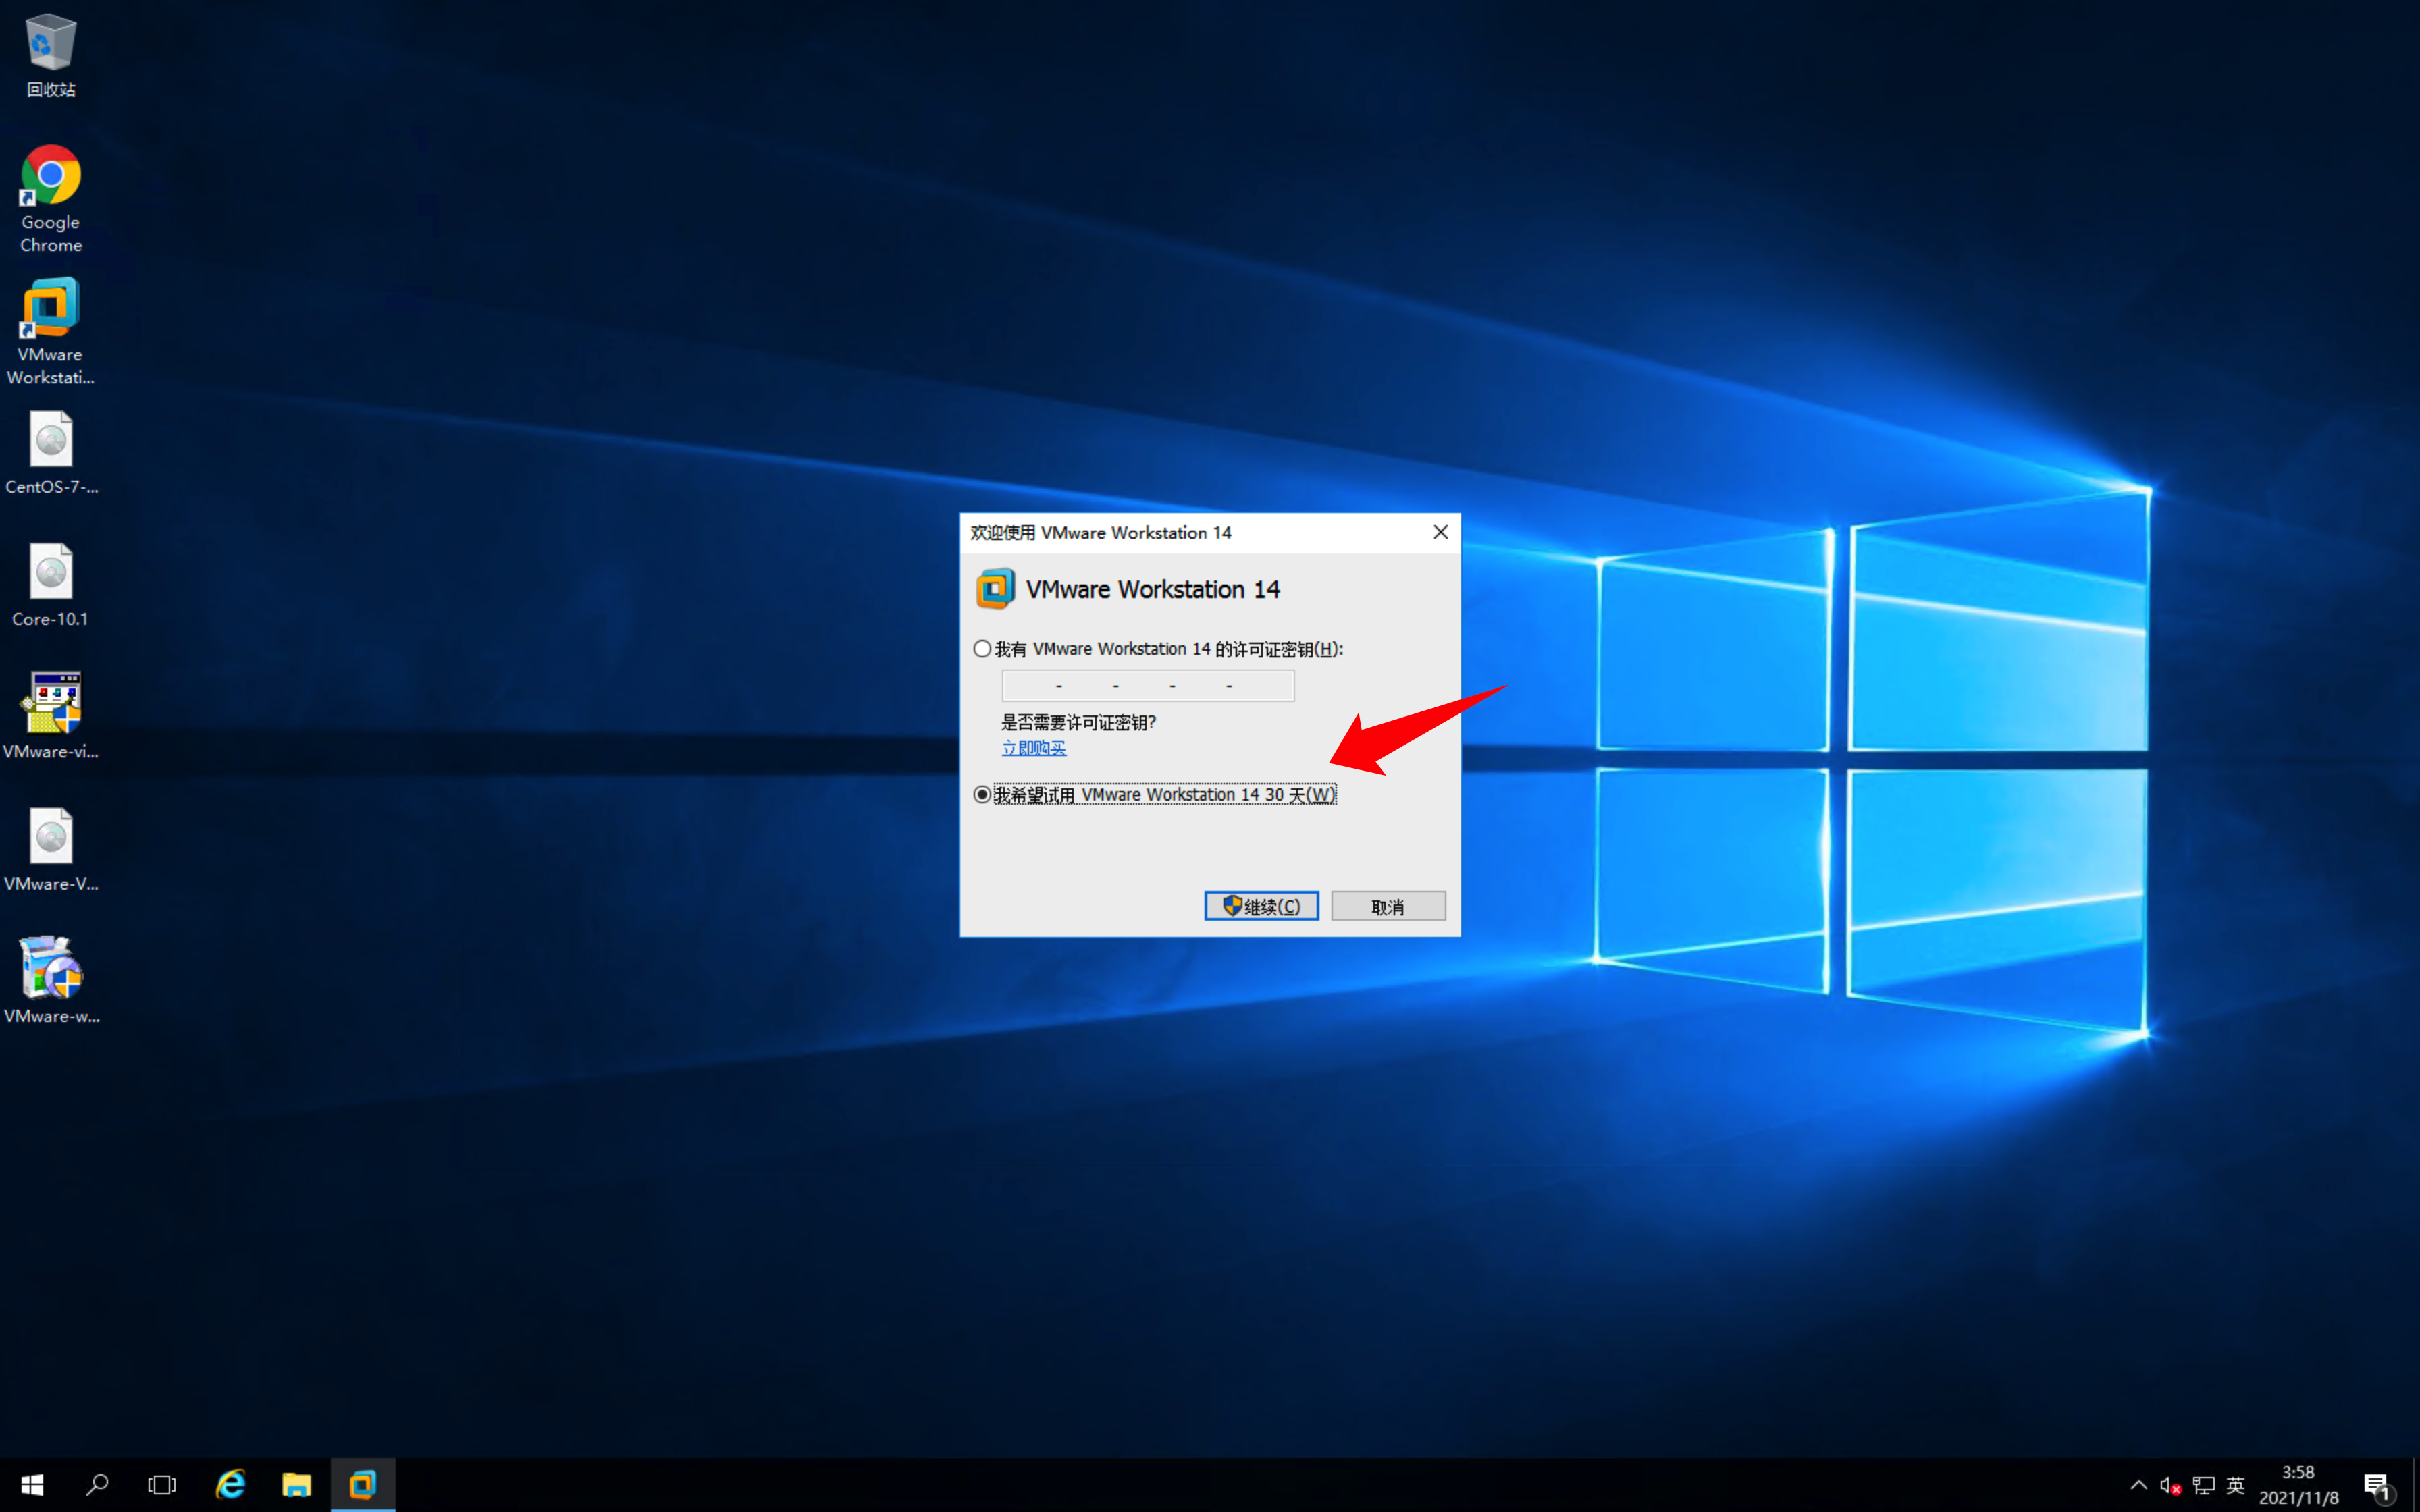 回收站
Google
Chrome
VMware
Workstati...
CentOS-7-...
Core-10.1
VMware-vi...
VMware-V...
VMware-w...
欢迎使用 VMware Workstation 14
VMware Workstation 14
我有 VMware Workstation 14 的许可证密钥(H):
- - - -
是否需要许可证密钥?
立即购买
我希望试用 VMware Workstation 14 30 天(W)
继续(C)
取消
英
3:58
2021/11/8
1